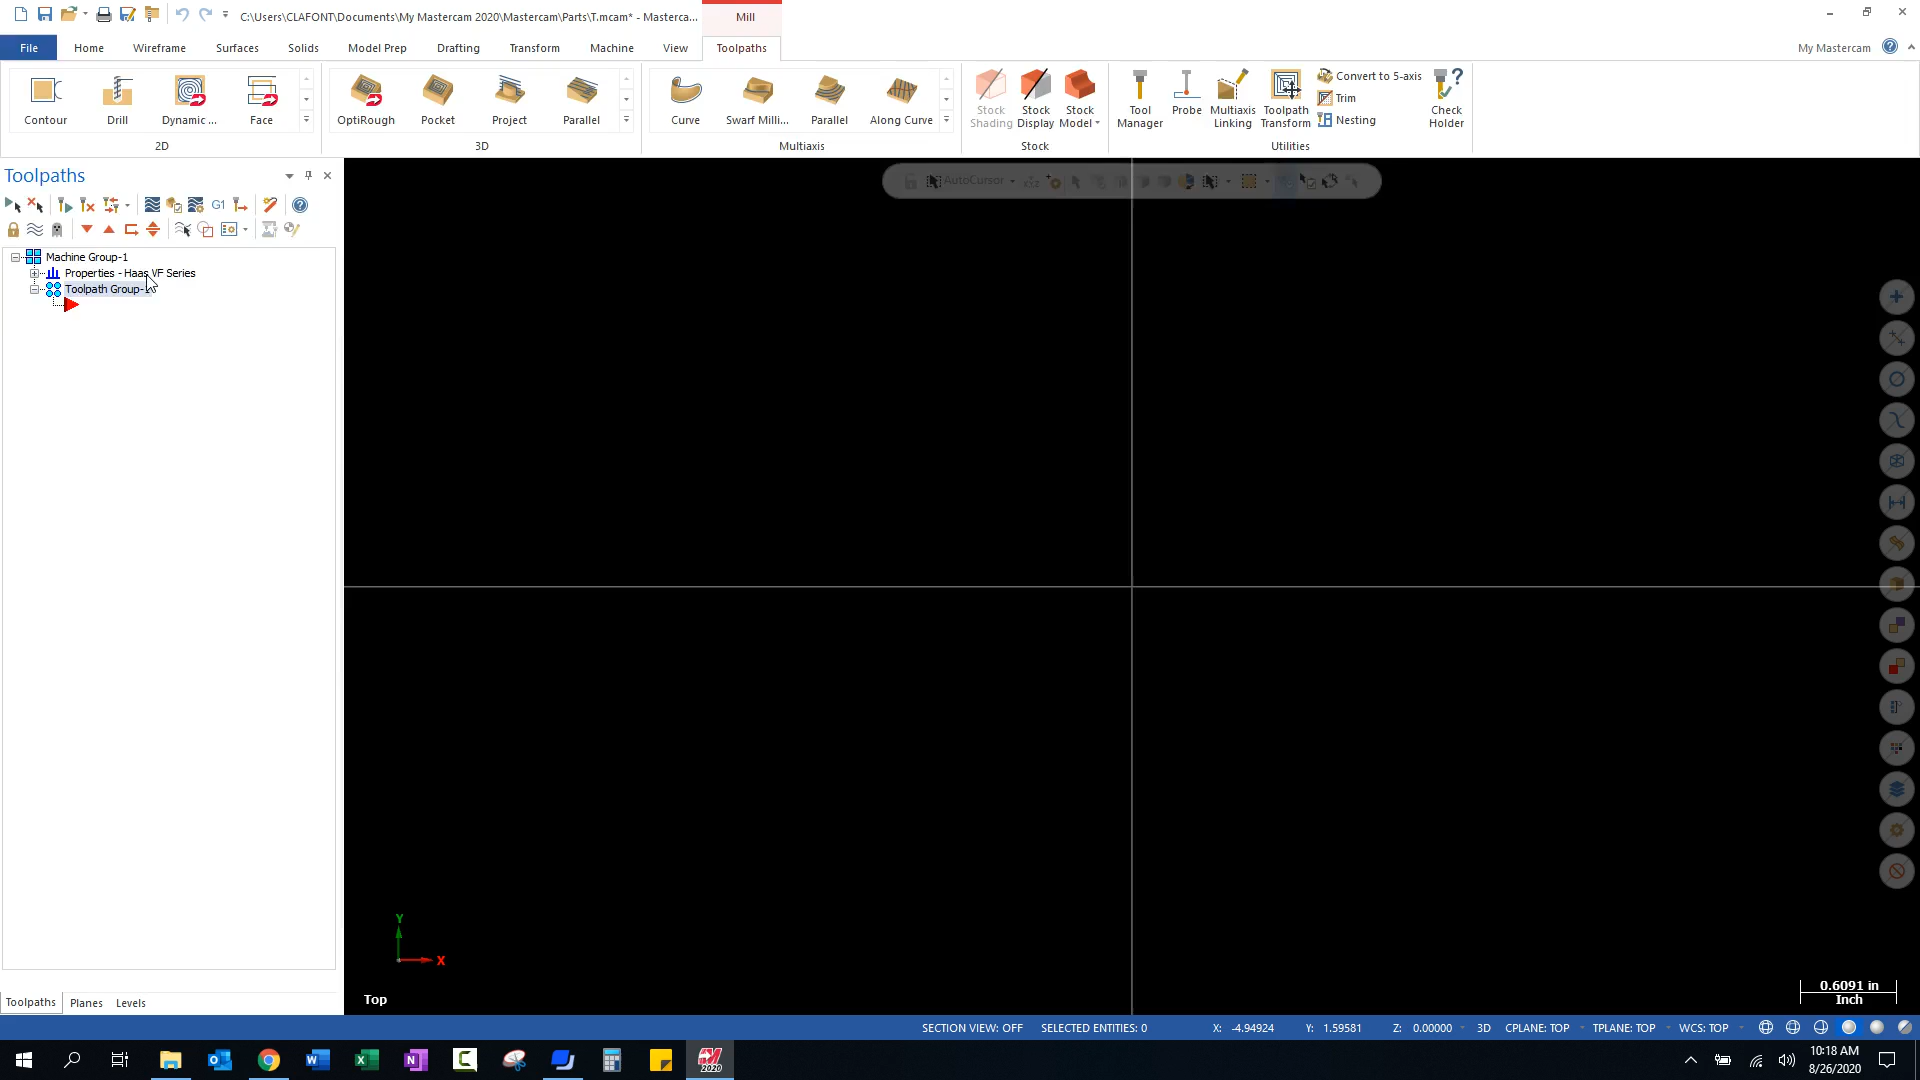 C:\Users\CLAFONT\Documents\My Mastercam 2020\Mastercam\Parts\T.mcam* - Masterca...
Mill
File Home Wireframe Surfaces Solids Model Prep Drafting Transform Machine View Toolpaths
My Mastercam
Contour Drill Dynamic ... Face
2D
OptiRough Pocket Project Parallel
3D
Curve Swarf Milli... Parallel Along Curve
Multiaxis
Stock Shading
Stock Display
Stock Model
Stock
Tool Manager
Probe
Multiaxis Linking
Toolpath Transform
Convert to 5-axis
Trim
Nesting
Check Holder
Utilities
Toolpaths
G1
AutoCursor
XYZ
Machine Group-1
Properties - Haas VF Series
Toolpath Group-
Y
X
Top
0.6091 in
Inch
Toolpaths Planes Levels
SECTION VIEW: OFF SELECTED ENTITIES: 0 X: -4.94924 Y: 1.59581 Z: 0.00000 3D CPLANE: TOP TPLANE: TOP WCS: TOP
2020
10:18 AM
8/26/2020